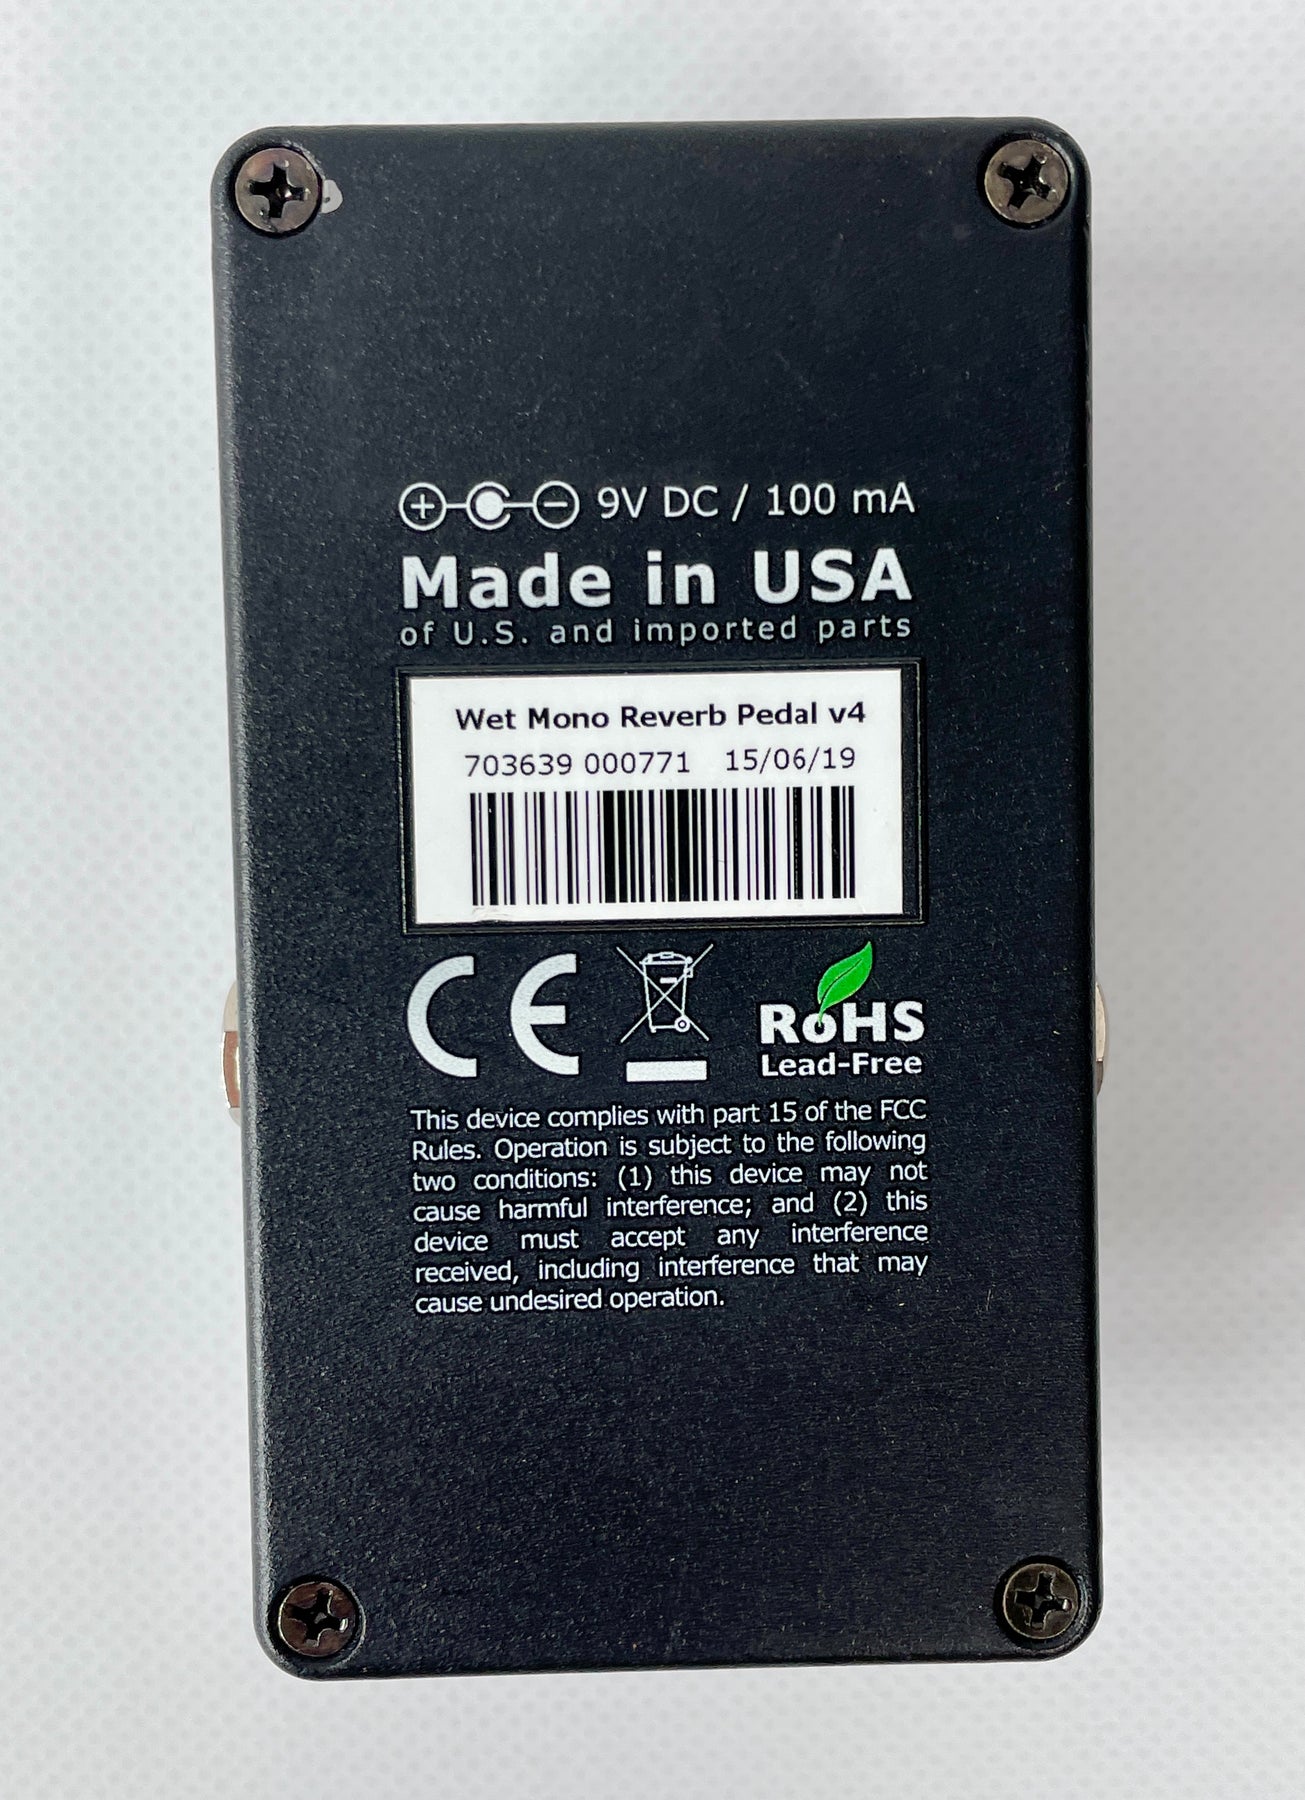 9V DC / 100 mA
Made in USA
of U.S. and imported parts
Wet Mono Reverb Pedal v4
703639 000771 15/06/19
CE
RoHS
Lead-Free
This device complies with part 15 of the FCC
Rules. Operation is subject to the following
two conditions: (1) this device may not
cause harmful interference; and (2) this
device must accept any interference
received, including interference that may
cause undesired operation.